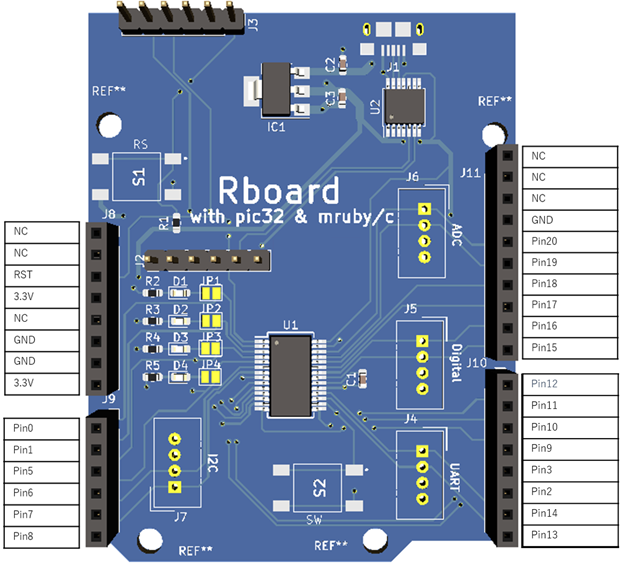 J3
C2
J1
REF**
C3
U2
REF**
IC1
RS
S1
J6
J11
NC
NC
NC
GND
Pin20
Pin19
Pin18
Pin17
Pin16
Pin15
Rboard
with pic32 & mruby/c
ADC
J8
R1
NC
NC
RST
3.3V
NC
GND
GND
3.3V
J2
R2 D1 JP1
R3 D2 JP2
R4 D3 JP3
R5 D4 JP4
U1
C1
J5
Digital
J10
Pin12
Pin11
Pin10
Pin9
Pin3
Pin2
Pin14
Pin13
J9
Pin0
Pin1
Pin5
Pin6
Pin7
Pin8
I2C
J7
S2
SW
J4
UART
REF**
REF**